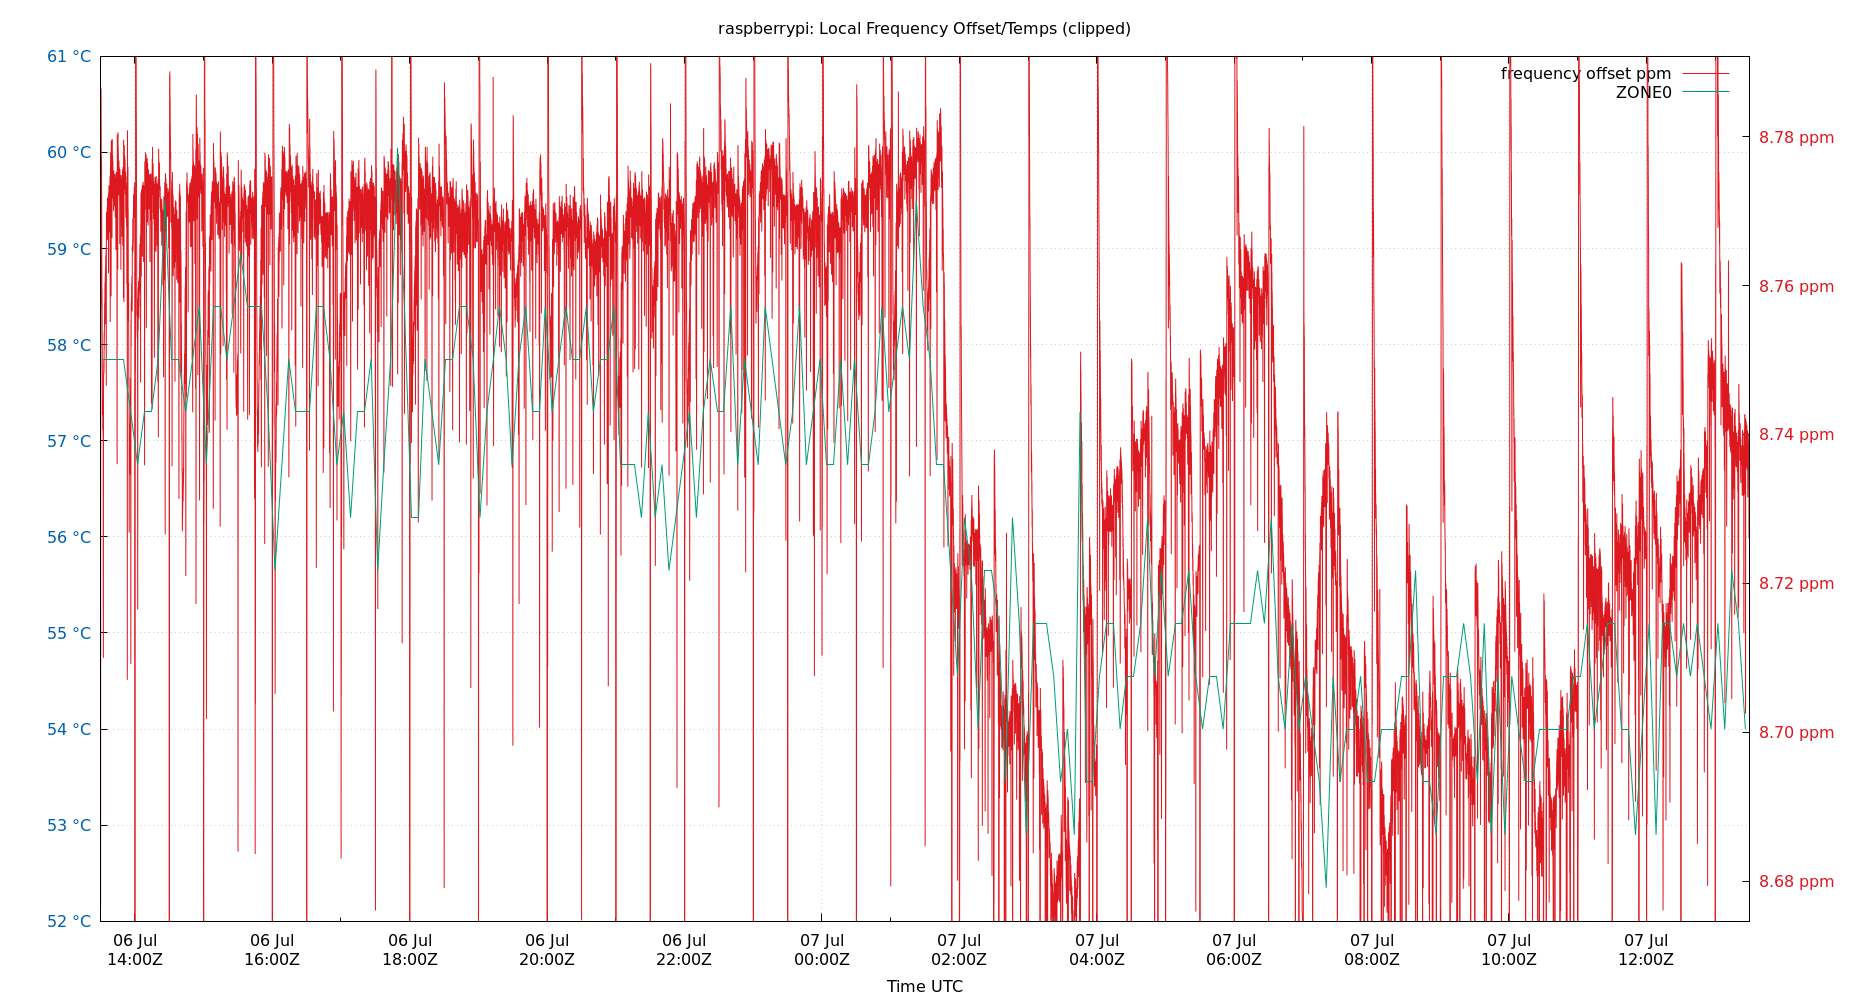 raspberrypi: Local Frequency Offset/Temps (clipped)
frequency offset ppm
ZONE0
61 °C
60 °C
59 °C
58 °C
57 °C
56 °C
55 °C
54 °C
53 °C
52 °C
8.78 ppm
8.76 ppm
8.74 ppm
8.72 ppm
8.70 ppm
8.68 ppm
06 Jul
14:00Z
06 Jul
16:00Z
06 Jul
18:00Z
06 Jul
20:00Z
06 Jul
22:00Z
07 Jul
00:00Z
07 Jul
02:00Z
07 Jul
04:00Z
07 Jul
06:00Z
07 Jul
08:00Z
07 Jul
10:00Z
07 Jul
12:00Z
Time UTC